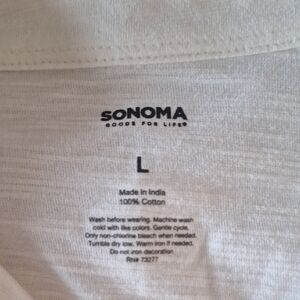 SONOMA
GOODS FOR LIFE®
L
Made in India
100% Cotton
Wash before wearing. Machine wash
cold with like colors. Gentle cycle.
Only non-chlorine bleach when needed.
Tumble dry low. Warm iron if needed.
Do not iron decoration
RN# 73277